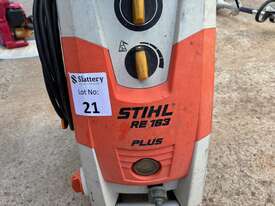 Slattery
Lot No:
21
STIHL
RE 163
PLUS